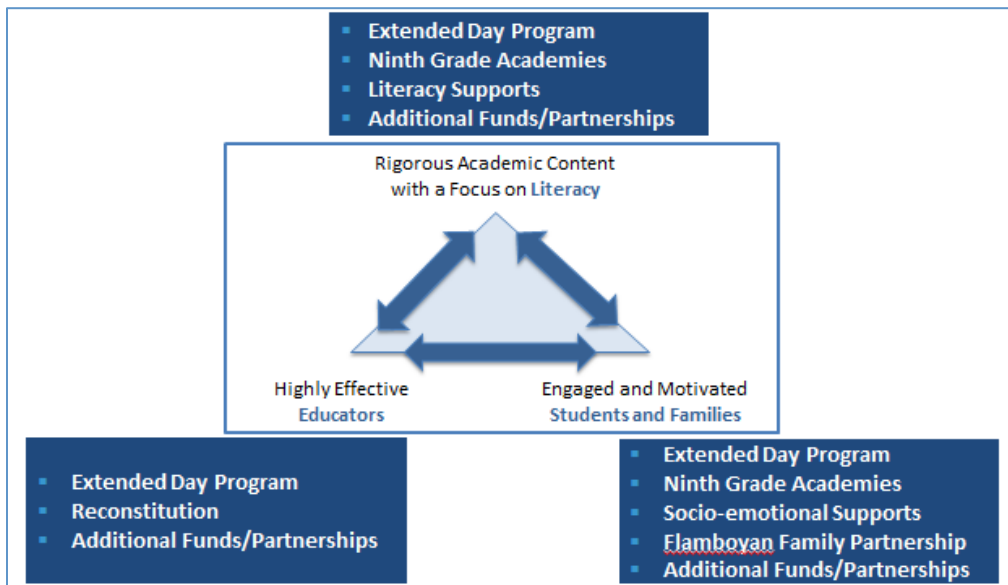 ▪ Extended Day Program
▪ Ninth Grade Academies
▪ Literacy Supports
▪ Additional Funds/Partnerships
Rigorous Academic Content
with a Focus on Literacy
Highly Effective
Educators
Engaged and Motivated
Students and Families
▪ Extended Day Program
▪ Reconstitution
▪ Additional Funds/Partnerships
▪ Extended Day Program
▪ Ninth Grade Academies
▪ Socio-emotional Supports
▪ Flamboyan Family Partnership
▪ Additional Funds/Partnerships